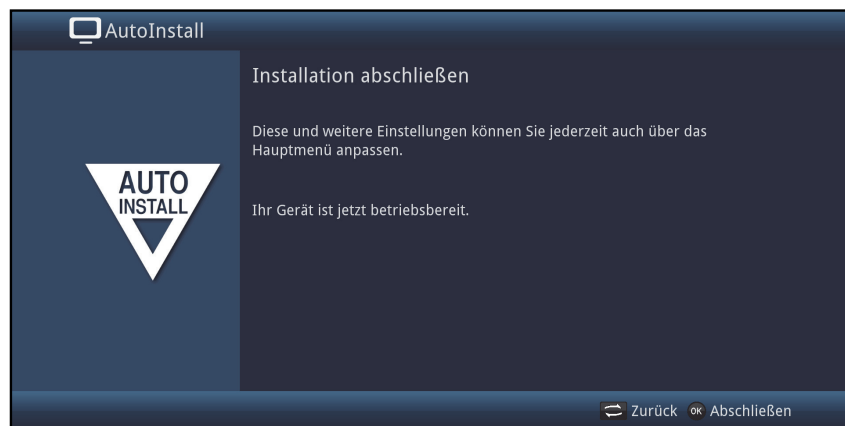 AutoInstall
Installation abschließen
Diese und weitere Einstellungen können Sie jederzeit auch über das
Hauptmenü anpassen.
AUTO
INSTALL
Ihr Gerät ist jetzt betriebsbereit.
Zurück OK Abschließen